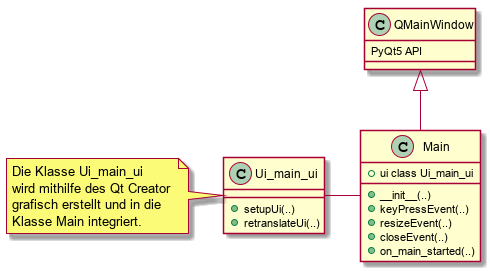 C QMainWindow
PyQt5 API
C Main
ui class Ui_main_ui
__init__(..)
keyPressEvent(..)
resizeEvent(..)
closeEvent(..)
on_main_started(..)
C Ui_main_ui
setupUi(..)
retranslateUi(..)
Die Klasse Ui_main_ui
wird mithilfe des Qt Creator
grafisch erstellt und in die
Klasse Main integriert.